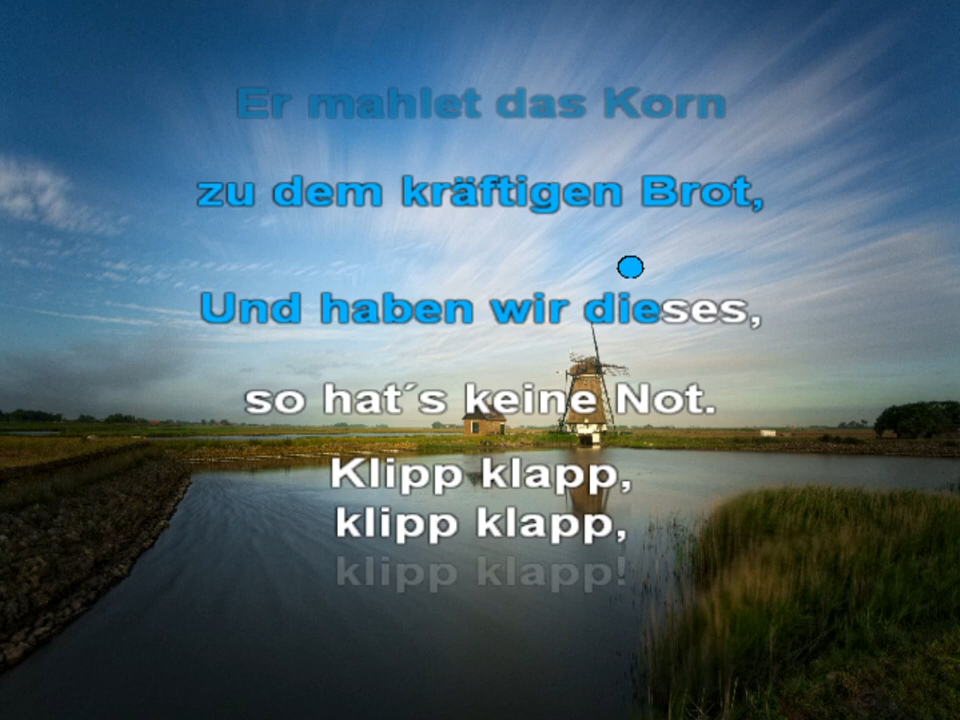 Er mahlet das Korn
zu dem kräftigen Brot,
Und haben wir dieses,
so hat´s keine Not.
Klipp klapp,
klipp klapp,
klipp klapp!